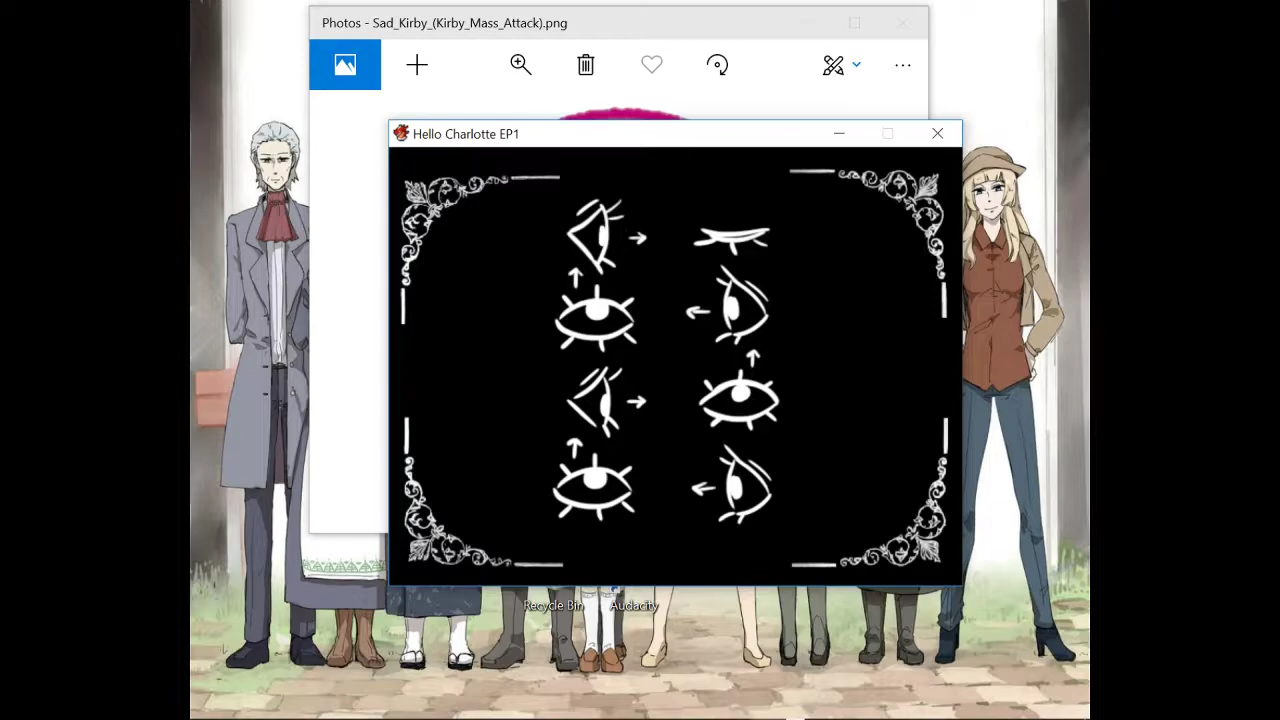 Photos - Sad_Kirby_(Kirby_Mass_Attack).png
Hello Charlotte EP1
Recycle Bin
Audacity